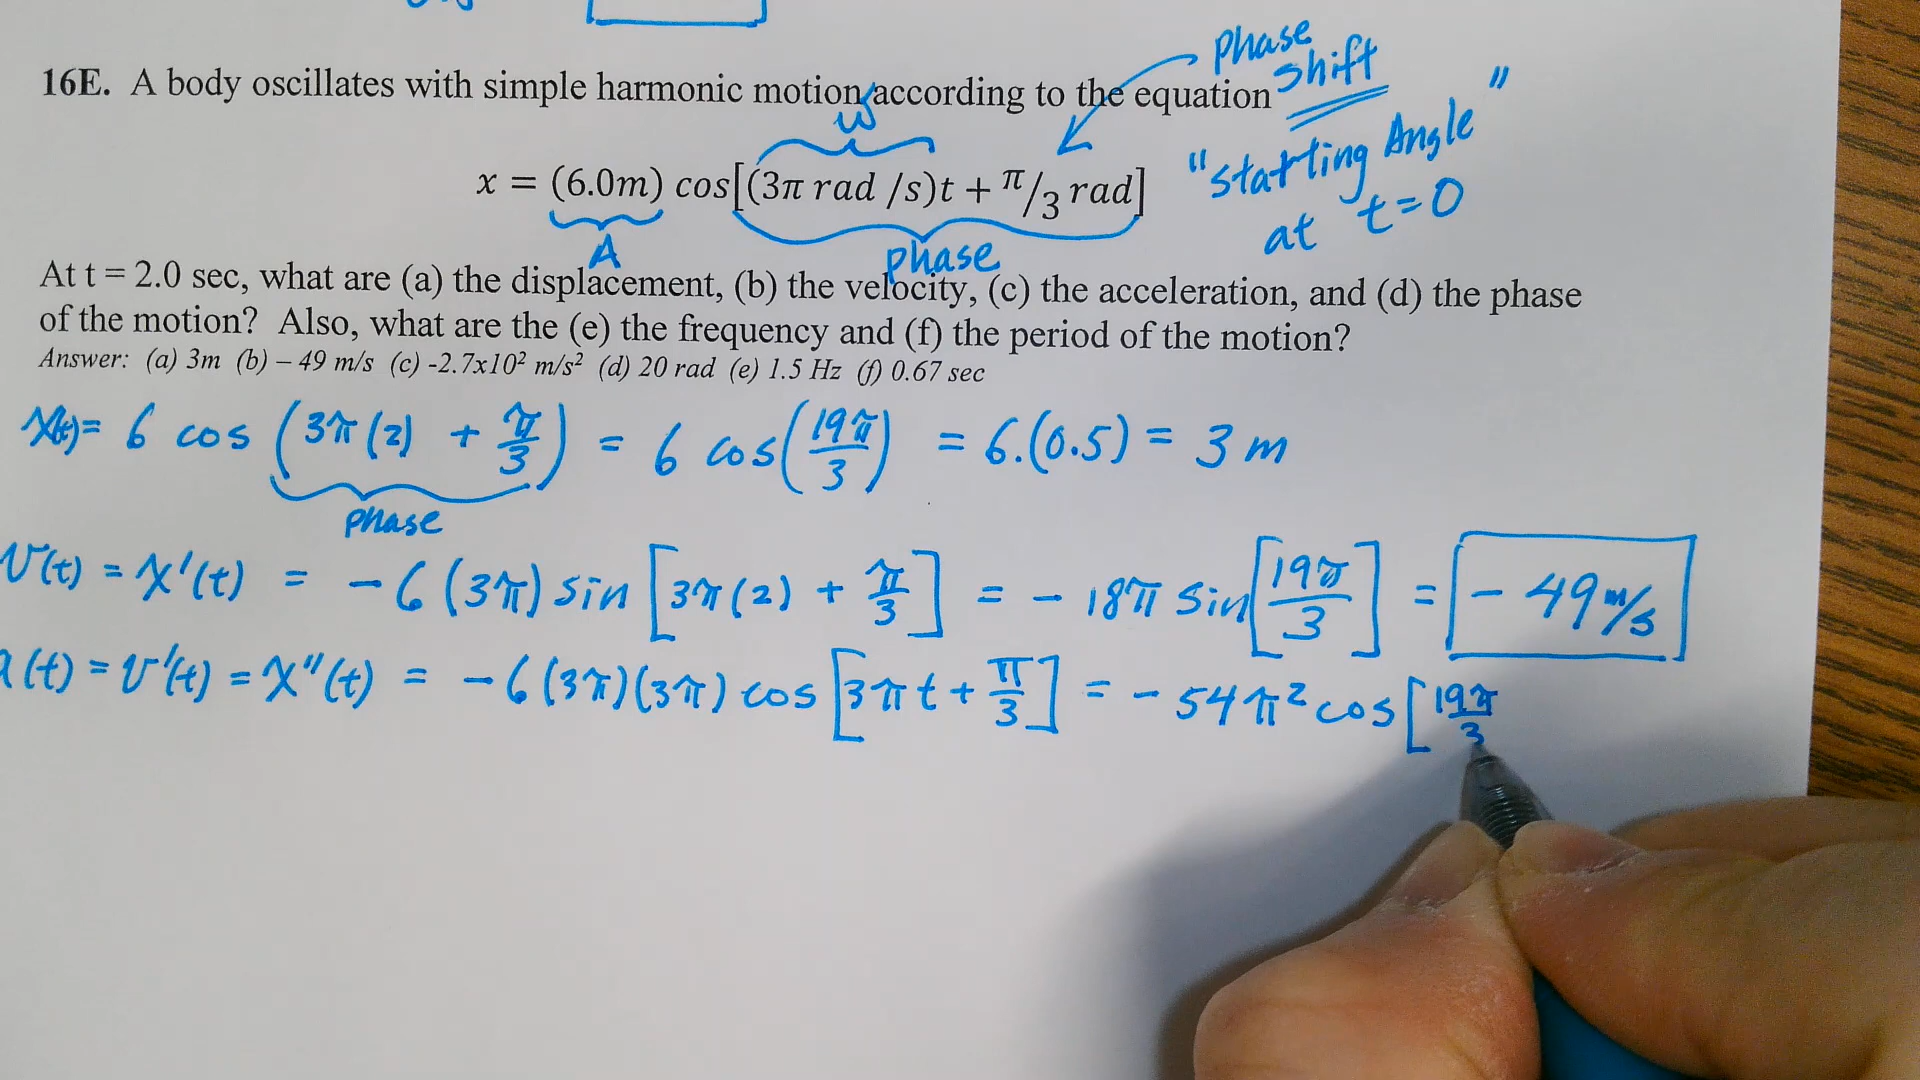 phase
shift
16E. A body oscillates with simple harmonic motion according to the equation
"starting Angle"
at t=0
ω
x = (6.0m) cos[(3π rad /s)t + π/3 rad]
A
phase
At t = 2.0 sec, what are (a) the displacement, (b) the velocity, (c) the acceleration, and (d) the phase
of the motion? Also, what are the (e) the frequency and (f) the period of the motion?
Answer: (a) 3m (b) – 49 m/s (c) -2.7x10² m/s² (d) 20 rad (e) 1.5 Hz (f) 0.67 sec
x(t) = 6 cos (3π(2) + π/3) = 6 cos(19π/3) = 6.(0.5) = 3 m
phase
v(t) = x'(t) = -6(3π) sin [3π(2) + π/3] = - 18π sin[19π/3] = - 49 m/s
a(t) = v'(t) = x"(t) = -6(3π)(3π) cos [3πt + π/3] = - 54π² cos [19π/3